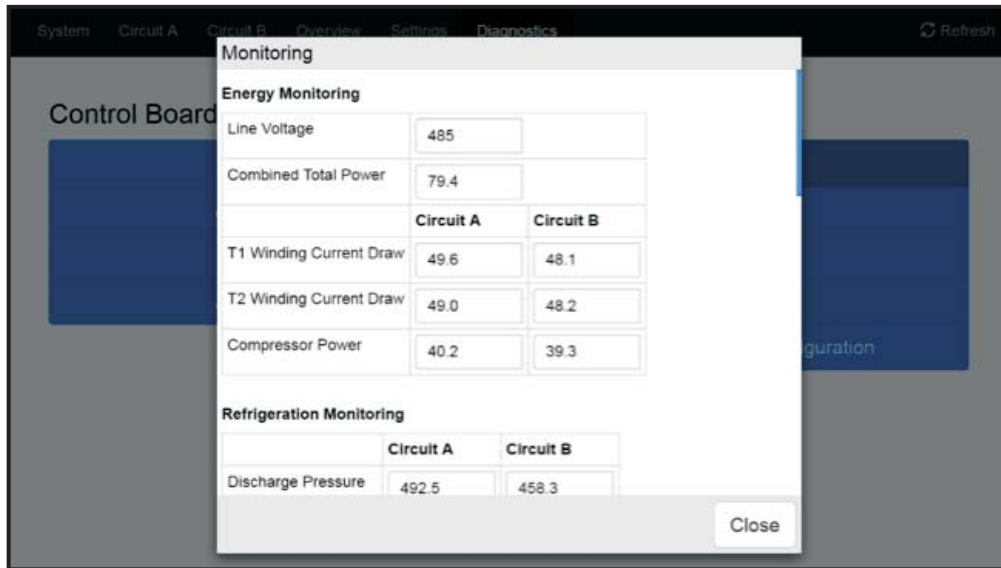 System Circuit A Circuit B Overview Settings Diagnostics Refresh
Monitoring
Control Board
Energy Monitoring
Line Voltage 485
Combined Total Power 79.4
Circuit A Circuit B
T1 Winding Current Draw 49.6 48.1
T2 Winding Current Draw 49.0 48.2
Compressor Power 40.2 39.3
guration
Refrigeration Monitoring
Circuit A Circuit B
Discharge Pressure 492.5 458.3
Close